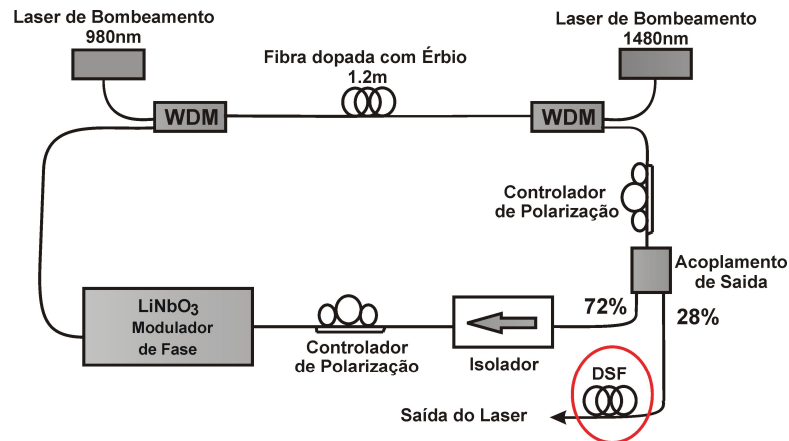 Laser de Bombeamento
980nm
Laser de Bombeamento
1480nm
Fibra dopada com Érbio
1.2m
WDM
WDM
Controlador
de Polarização
Acoplamento
de Saida
72%
28%
LiNbO3
Modulador
de Fase
Controlador
de Polarização
Isolador
DSF
Saída do Laser